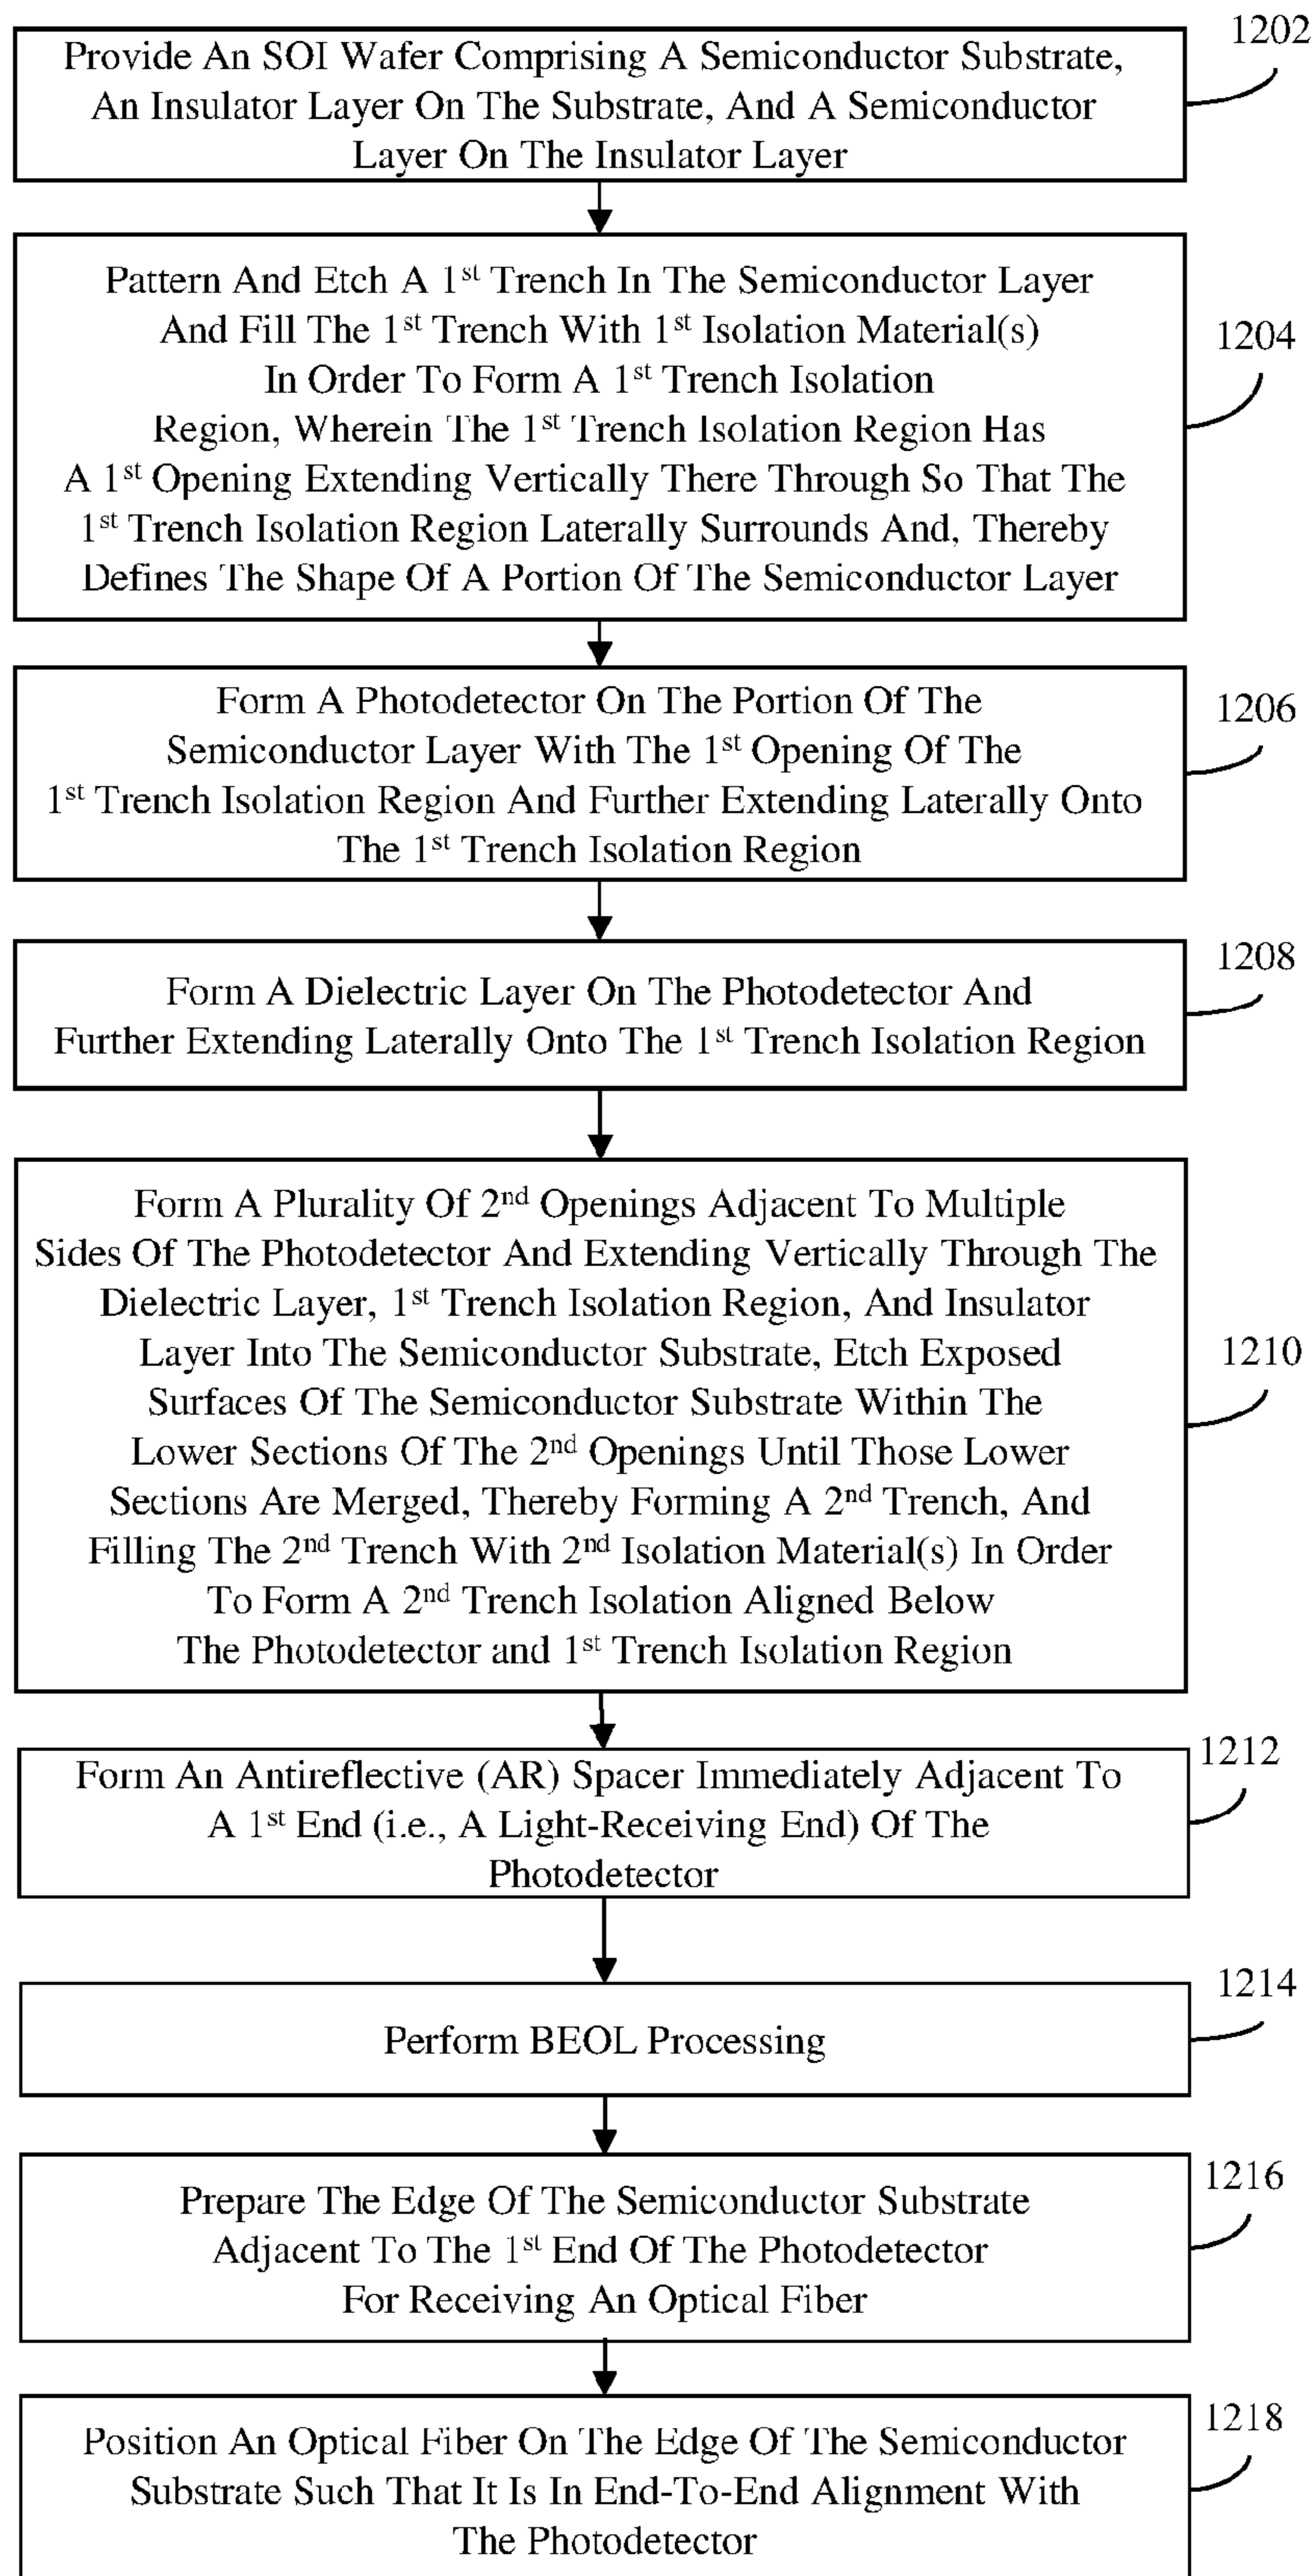 1202
Provide An SOI Wafer Comprising A Semiconductor Substrate,
An Insulator Layer On The Substrate, And A Semiconductor
Layer On The Insulator Layer
1204
Pattern And Etch A 1st Trench In The Semiconductor Layer
And Fill The 1st Trench With 1st Isolation Material(s)
In Order To Form A 1st Trench Isolation
Region, Wherein The 1st Trench Isolation Region Has
A 1st Opening Extending Vertically There Through So That The
1st Trench Isolation Region Laterally Surrounds And, Thereby
Defines The Shape Of A Portion Of The Semiconductor Layer
1206
Form A Photodetector On The Portion Of The
Semiconductor Layer With The 1st Opening Of The
1st Trench Isolation Region And Further Extending Laterally Onto
The 1st Trench Isolation Region
1208
Form A Dielectric Layer On The Photodetector And
Further Extending Laterally Onto The 1st Trench Isolation Region
1210
Form A Plurality Of 2nd Openings Adjacent To Multiple
Sides Of The Photodetector And Extending Vertically Through The
Dielectric Layer, 1st Trench Isolation Region, And Insulator
Layer Into The Semiconductor Substrate, Etch Exposed
Surfaces Of The Semiconductor Substrate Within The
Lower Sections Of The 2nd Openings Until Those Lower
Sections Are Merged, Thereby Forming A 2nd Trench, And
Filling The 2nd Trench With 2nd Isolation Material(s) In Order
To Form A 2nd Trench Isolation Aligned Below
The Photodetector and 1st Trench Isolation Region
1212
Form An Antireflective (AR) Spacer Immediately Adjacent To
A 1st End (i.e., A Light-Receiving End) Of The
Photodetector
1214
Perform BEOL Processing
1216
Prepare The Edge Of The Semiconductor Substrate
Adjacent To The 1st End Of The Photodetector
For Receiving An Optical Fiber
1218
Position An Optical Fiber On The Edge Of The Semiconductor
Substrate Such That It Is In End-To-End Alignment With
The Photodetector